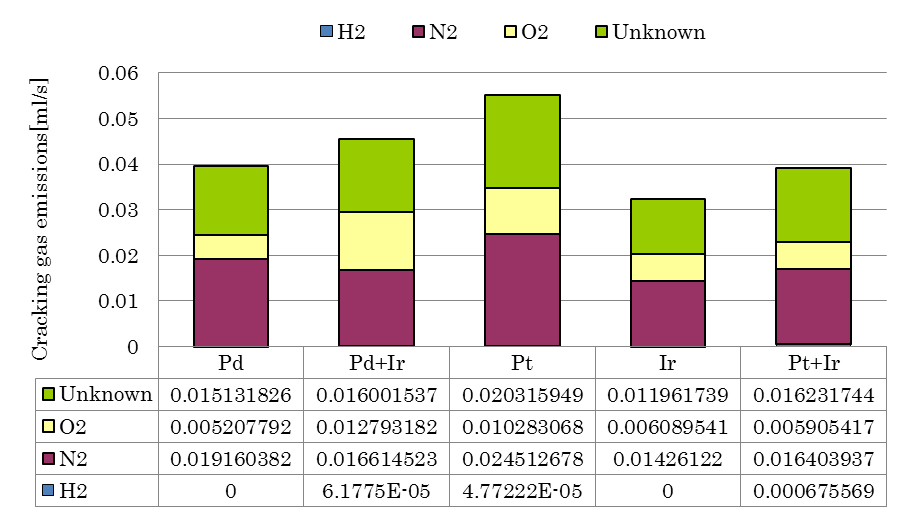 H2 N2 O2 Unknown
Cracking gas emissions[ml/s]
0.06
0.05
0.04
0.03
0.02
0.01
0
Pd Pd+Ir Pt Ir Pt+Ir
Unknown 0.015131826 0.016001537 0.020315949 0.011961739 0.016231744
O2 0.005207792 0.012793182 0.010283068 0.006089541 0.005905417
N2 0.019160382 0.016614523 0.024512678 0.01426122 0.016403937
H2 0 6.1775E-05 4.77222E-05 0 0.000675569